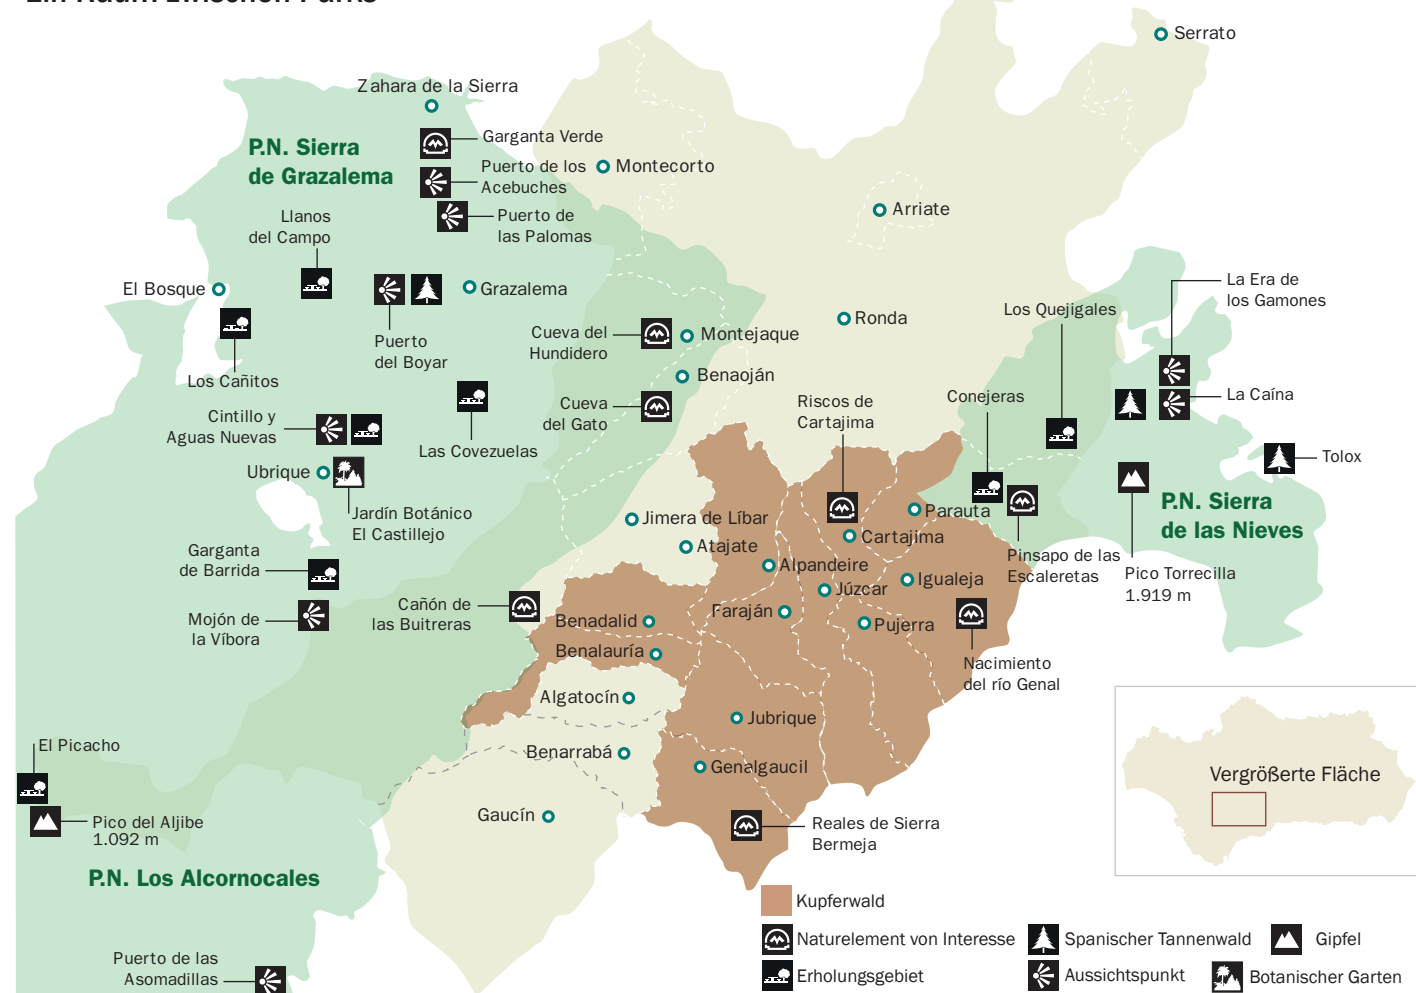 Ein Raum zwischen Parks
Serrato
Zahara de la Sierra
P.N. Sierra
de Grazalema
Garganta Verde
Puerto de los
Acebuches
Montecorto
Puerto de
las Palomas
Arriate
Llanos
del Campo
El Bosque
Grazalema
La Era de
los Gamones
Los Quejigales
Ronda
Cueva del
Hundidero
Montejaque
Puerto
del Boyar
Los Cañitos
Benaoján
Conejeras
La Caína
Riscos de
Cartajima
Cueva
del Gato
Cintillo y
Aguas Nuevas
Las Covezuelas
Tolox
Ubrique
P.N. Sierra
de las Nieves
Jardín Botánico
El Castillejo
Jimera de Líbar
Parauta
Cartajima
Atajate
Garganta
de Barrida
Pinsapo de las
Escaleretas
Alpandeire
Igualeja
Pico Torrecilla
1.919 m
Júzcar
Cañón de
las Buitreras
Faraján
Benadalid
Pujerra
Mojón de
la Víbora
Benalauría
Nacimiento
del río Genal
Algatocín
Jubrique
El Picacho
Benarrabá
Genalgaucil
Vergrößerte Fläche
Gaucín
Pico del Aljibe
1.092 m
Reales de Sierra
Bermeja
P.N. Los Alcornocales
Kupferwald
Naturelement von Interesse
Spanischer Tannenwald
Gipfel
Puerto de las
Asomadillas
Erholungsgebiet
Aussichtspunkt
Botanischer Garten